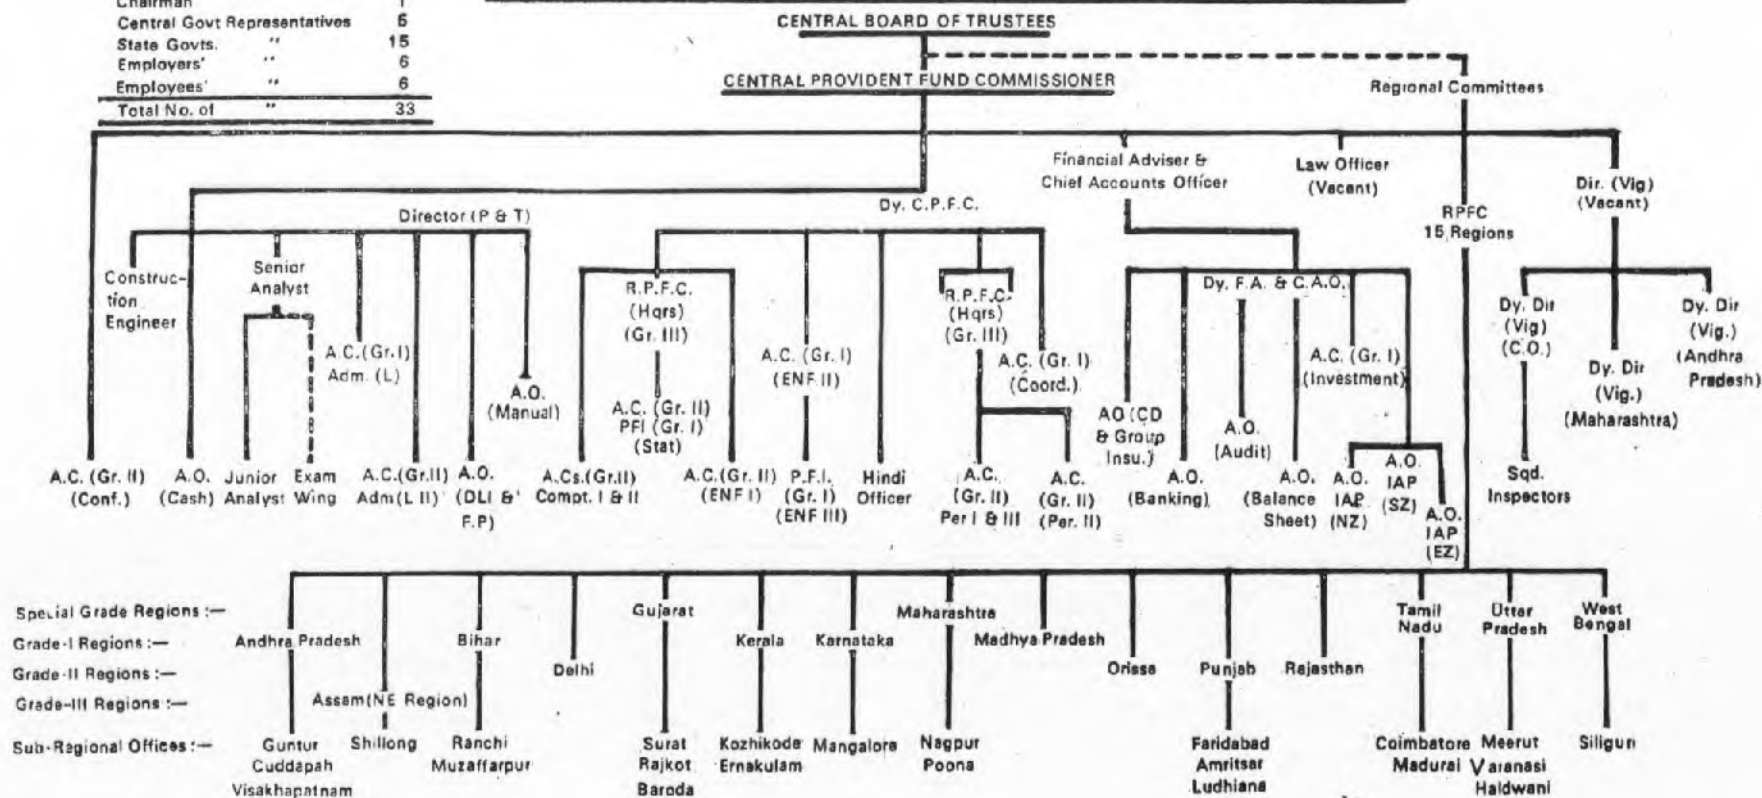 Chairman 1
Central Govt Representatives 5
State Govts. " 15
Employers' " 6
Employees' " 6
Total No. of " 33
CENTRAL BOARD OF TRUSTEES
CENTRAL PROVIDENT FUND COMMISSIONER
Regional Committees
Financial Adviser &
Chief Accounts Officer
Law Officer
(Vacant)
Dir. (Vig)
(Vacant)
RPFC
15 Regions
Director (P & T)
Dy. C.P.F.C.
Construc-
tion
Engineer
Senior
Analyst
A.C.(Gr.I)
Adm. (L)
A.O.
(Manual)
R.P.F.C.
(Hqrs)
(Gr. III)
A.C. (Gr. II)
PFI (Gr. I)
(Stat)
A.C. (Gr. I)
(ENF II)
R.P.F.C.
(Hqrs)
(Gr. III)
A.C. (Gr. I)
(Coord.)
Dy. F.A. & C.A.O.
AO (CD
& Group
Insu.)
A.O.
(Audit)
A.C. (Gr. I)
(Investment)
Dy. Dir
(Vig)
(C.O.)
Dy. Dir
(Vig.)
(Maharashtra)
Dy. Dir
(Vig.)
(Andhra
Pradesh)
A.C. (Gr. II)
(Conf.)
A.O.
(Cash)
Junior
Analyst
Exam
Wing
A.C.(Gr.II)
Adm(L II)
A.O.
(DLI &
F.P)
A.Cs.(Gr.II)
Compt. I & II
A.C.(Gr. II)
(ENF I)
P.F.I.
(Gr. I)
(ENF III)
Hindi
Officer
A.C.
(Gr. II)
Per I & III
A.C.
(Gr. II)
(Per. II)
A.O.
(Banking)
A.O.
(Balance
Sheet)
A.O.
IAP
(NZ)
A.O.
IAP
(SZ)
A.O.
IAP
(EZ)
Sqd.
Inspectors
Special Grade Regions :— Gujarat Maharashtra Tamil Nadu Uttar Pradesh West Bengal
Grade-I Regions :— Andhra Pradesh Bihar Kerala Karnataka Madhya Pradesh
Grade-II Regions :— Delhi Orissa Punjab Rajasthan
Grade-III Regions :— Assam(NE Region)
Sub-Regional Offices :— Guntur Shillong Ranchi Surat Kozhikode Mangalore Nagpur Faridabad Coimbatore Meerut Siliguri
Cuddapah Muzaffarpur Rajkot Ernakulam Poona Amritsar Madurai Varanasi
Visakhapatnam Baroda Ludhiana Haldwani